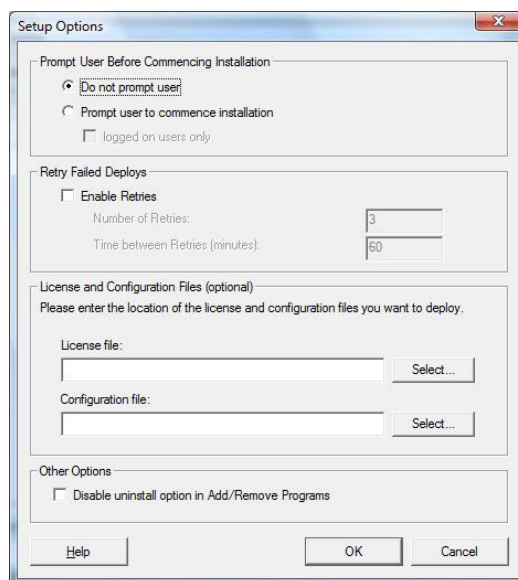 Setup Options
Prompt User Before Commencing Installation
Do not prompt user
Prompt user to commence installation
logged on users only
Retry Failed Deploys
Enable Retries
Number of Retries:
3
Time between Retries (minutes):
60
License and Configuration Files (optional)
Please enter the location of the license and configuration files you want to deploy.
License file:
Select...
Configuration file:
Select...
Other Options
Disable uninstall option in Add/Remove Programs
Help
OK
Cancel